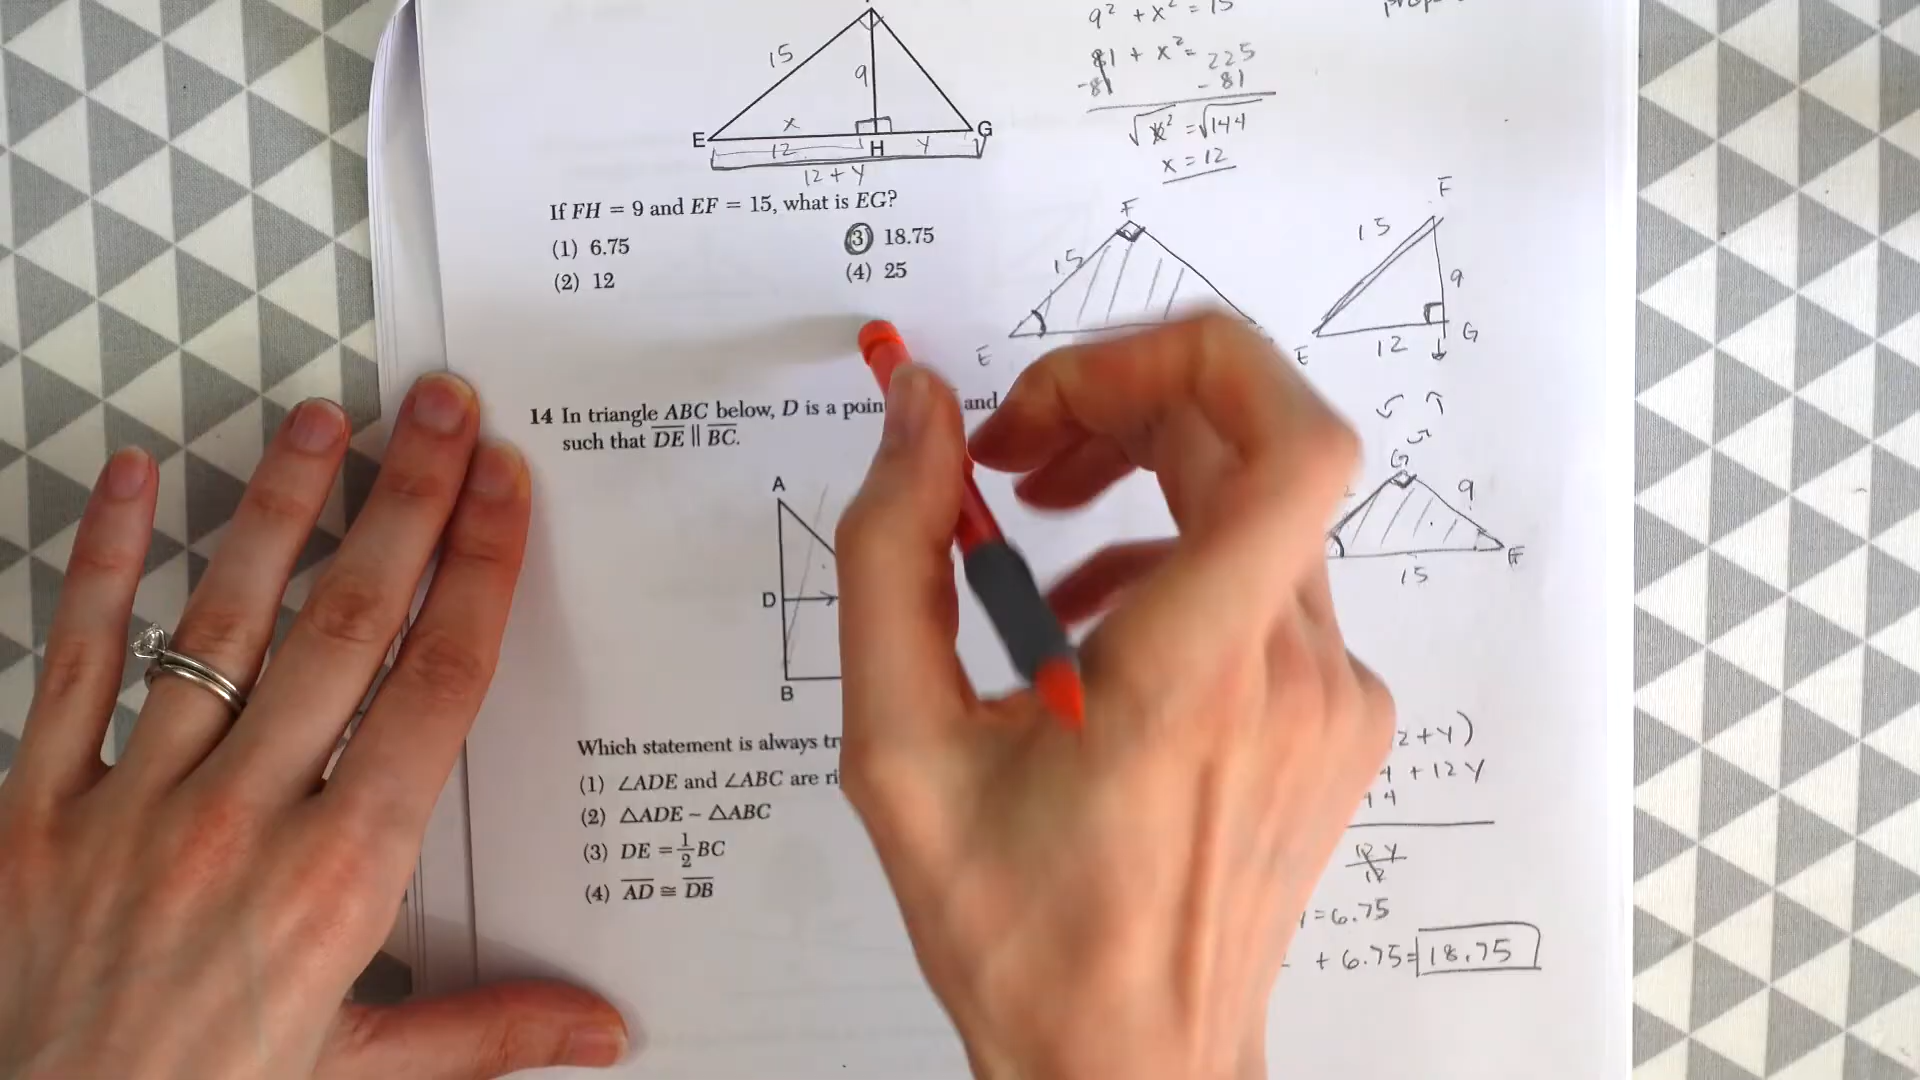 9² + x² = 15
81 + x² = 225
-81 - 81
√x² = √144
x = 12
15
9
x
E
12
H
y
G
12 + y
If FH = 9 and EF = 15, what is EG?
(1) 6.75
(3) 18.75
(2) 12
(4) 25
F
15
E
F
15
9
12
G
E
G
9
15
F
14 In triangle ABC below, D is a and
such that DE || BC.
A
D
B
Which statement is always
(1) ∠ADE and ∠ABC are
(2) △ADE ~ △ABC
(3) DE = 1/2 BC
(4) AD ≅ DB
+ y)
+ 12y
12y
12
= 6.75
+ 6.75 = 18.75